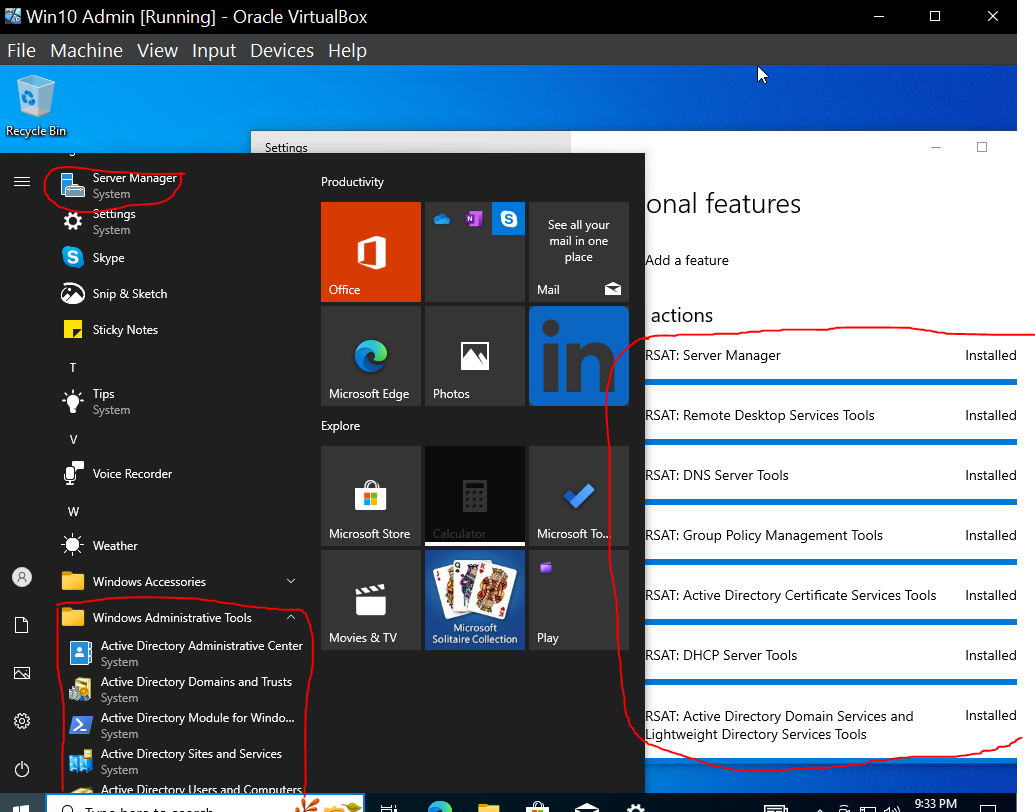 Win10 Admin [Running] - Oracle VirtualBox
File Machine View Input Devices Help
Recycle Bin
Settings
Server Manager
System
Settings
System
Skype
Snip & Sketch
Sticky Notes
T
Tips
System
V
Voice Recorder
W
Weather
Windows Accessories
Windows Administrative Tools
Active Directory Administrative Center
System
Active Directory Domains and Trusts
System
Active Directory Module for Windo...
System
Active Directory Sites and Services
System
Active Directory Users and Computers
Productivity
Office
N
S
See all your
mail in one
place
Mail
Microsoft Edge
Photos
in
Explore
Microsoft Store
Calculator
Microsoft To...
Movies & TV
Microsoft
Solitaire Collection
Play
onal features
Add a feature
actions
RSAT: Server Manager Installed
RSAT: Remote Desktop Services Tools Installed
RSAT: DNS Server Tools Installed
RSAT: Group Policy Management Tools Installed
RSAT: Active Directory Certificate Services Tools Installed
RSAT: DHCP Server Tools Installed
RSAT: Active Directory Domain Services and Installed
Lightweight Directory Services Tools
Type here to search
9:33 PM